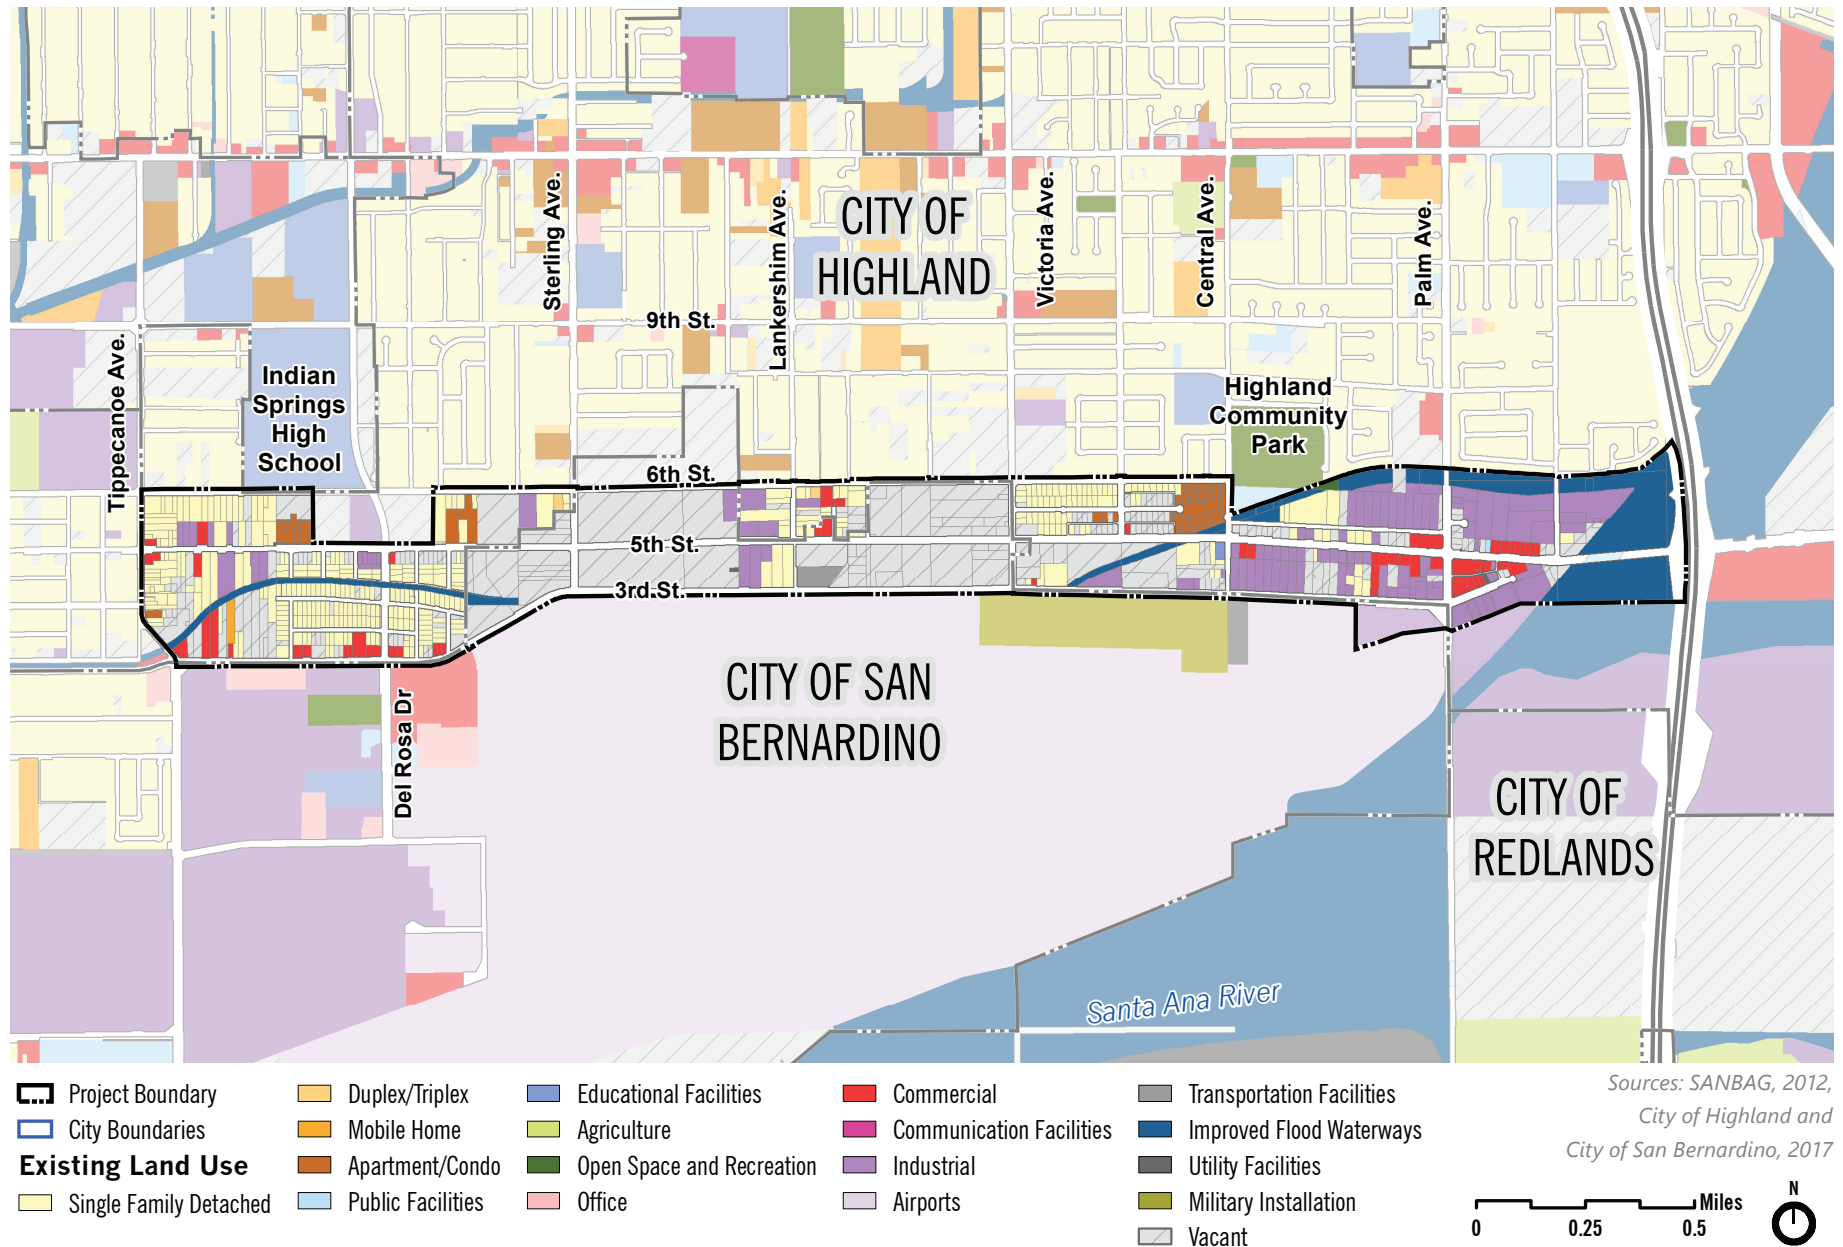 Tippecanoe Ave.
Indian
Springs
High
School
Sterling Ave.
Lankershim Ave.
CITY OF
HIGHLAND
Victoria Ave.
Central Ave.
Palm Ave.
9th St.
Highland
Community
Park
6th St.
5th St.
3rd St.
Del Rosa Dr
CITY OF SAN
BERNARDINO
CITY OF
REDLANDS
Santa Ana River
Project Boundary
City Boundaries
Existing Land Use
Single Family Detached
Duplex/Triplex
Mobile Home
Apartment/Condo
Public Facilities
Educational Facilities
Agriculture
Open Space and Recreation
Office
Commercial
Communication Facilities
Industrial
Airports
Transportation Facilities
Improved Flood Waterways
Utility Facilities
Military Installation
Vacant
Sources: SANBAG, 2012,
City of Highland and
City of San Bernardino, 2017
Miles
0 0.25 0.5
N